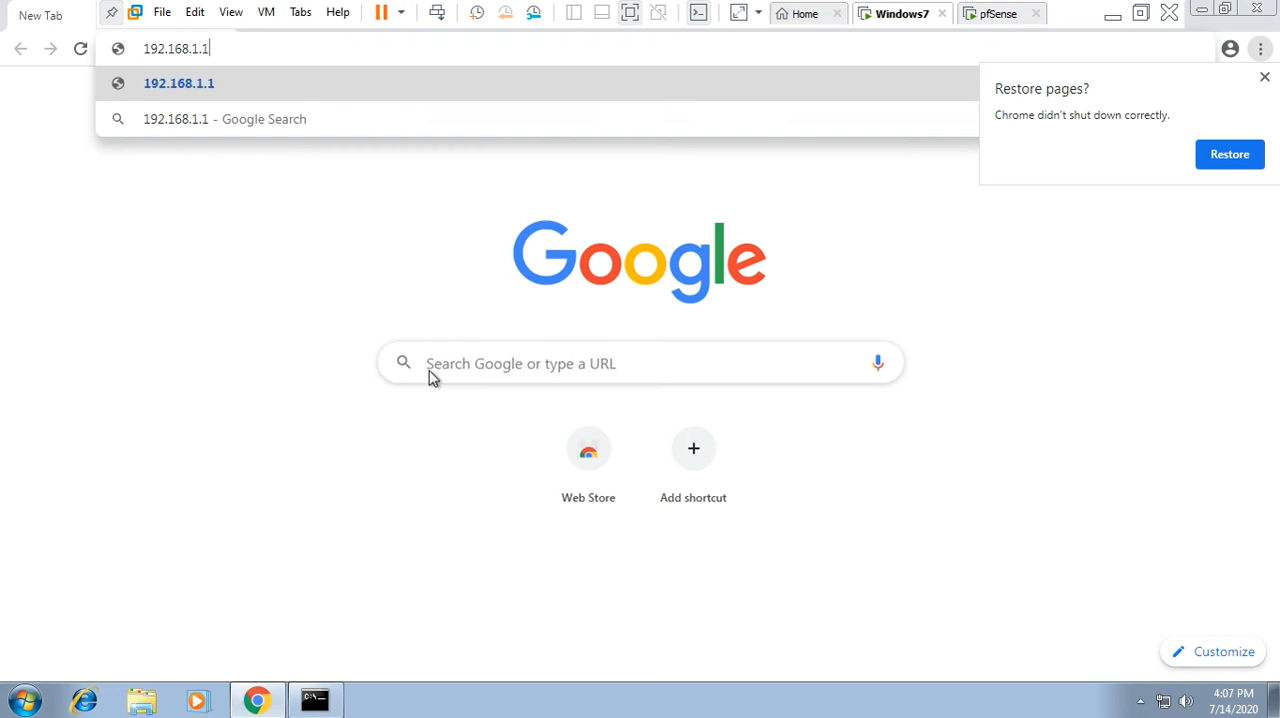 New Tab
File Edit View VM Tabs Help
Home
Windows7
pfSense
192.168.1.1
192.168.1.1
192.168.1.1 - Google Search
Restore pages?
Chrome didn't shut down correctly.
Restore
Google
Search Google or type a URL
Web Store
Add shortcut
Customize
C:\
4:07 PM
7/14/2020